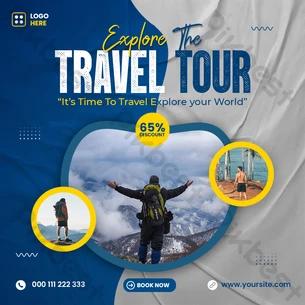 LOGO
HERE
Explore The
TRAVEL TOUR
"It's Time To Travel Explore your World"
65%
DISCOUNT
000 111 222 333
BOOK NOW
www.yoursite.com